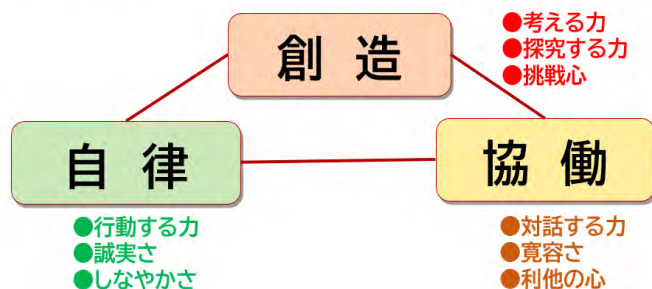 創造
●考える力
●探究する力
●挑戦心
自律
●行動する力
●誠実さ
●しなやかさ
協働
●対話する力
●寛容さ
●利他の心